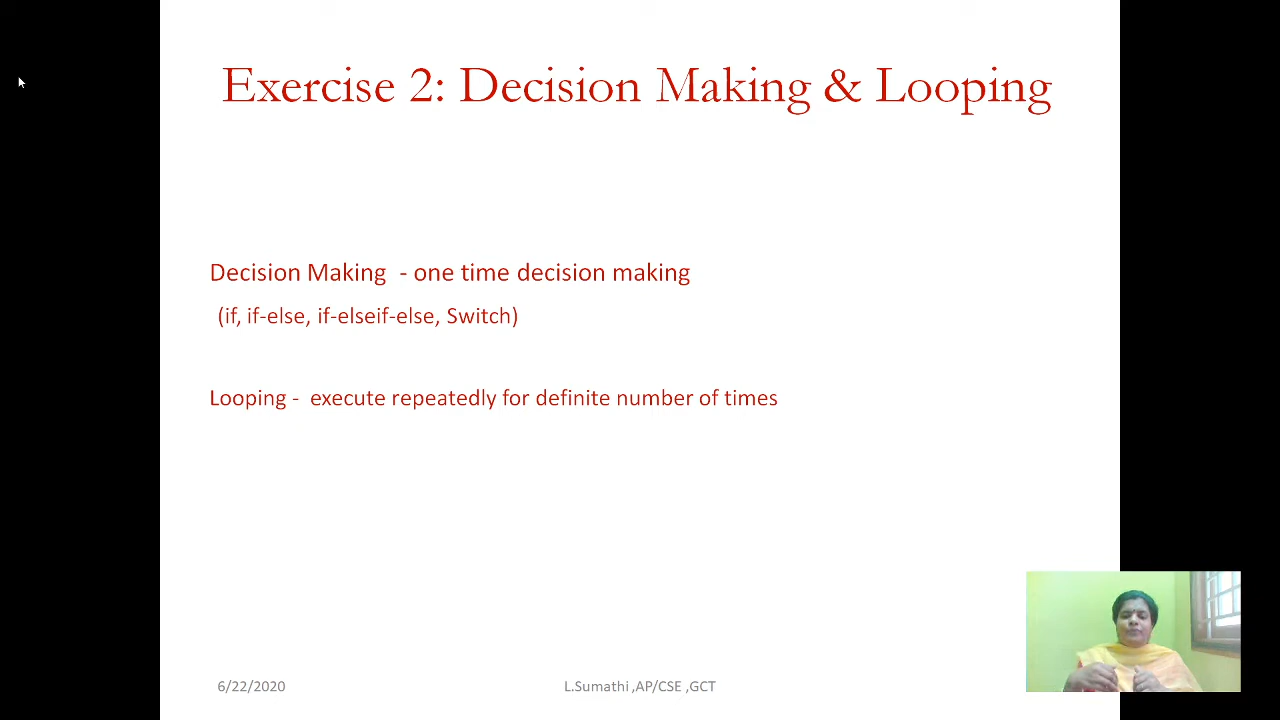 Exercise 2: Decision Making & Looping
Decision Making - one time decision making
(if, if-else, if-elseif-else, Switch)
Looping - execute repeatedly for definite number of times
6/22/2020
L.Sumathi ,AP/CSE ,GCT